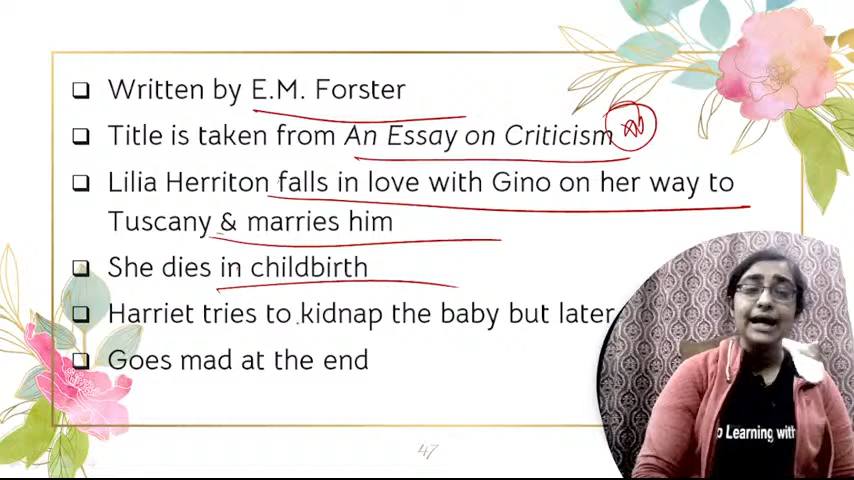 Written by E.M. Forster
Title is taken from An Essay on Criticism
Lilia Herriton falls in love with Gino on her way to
Tuscany & marries him
She dies in childbirth
Harriet tries to kidnap the baby but later
Goes mad at the end
Learning with
47